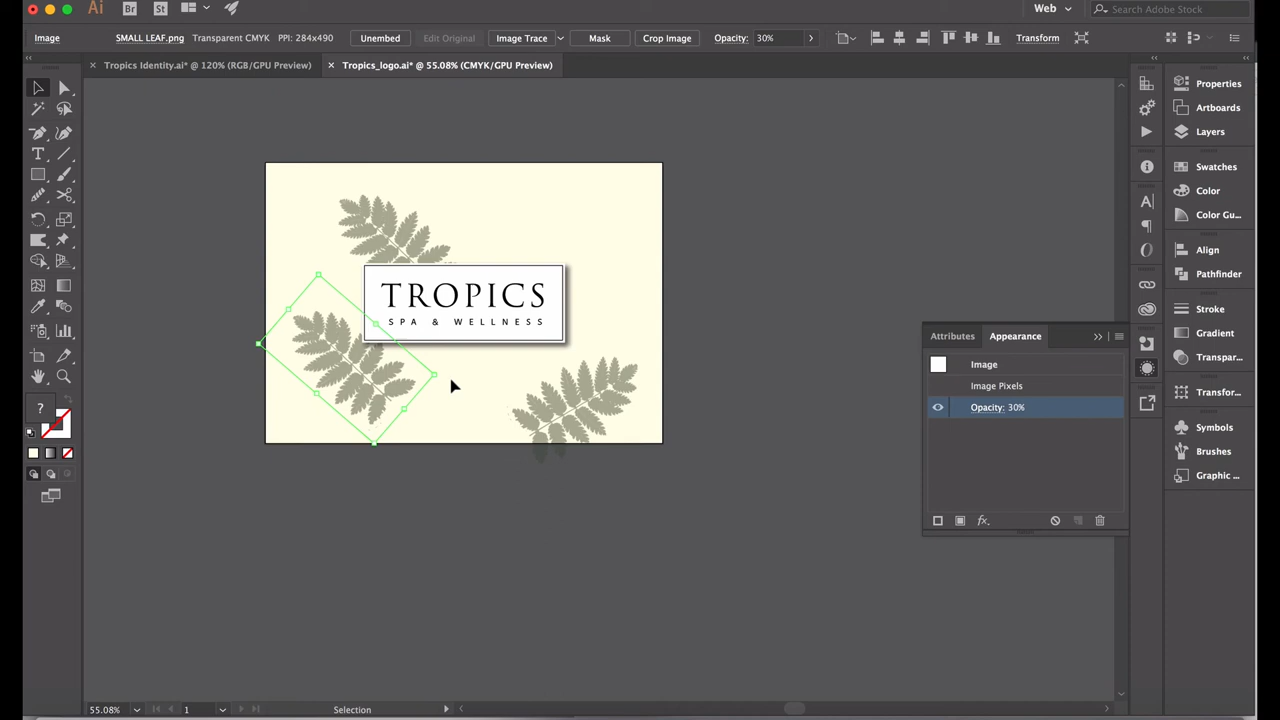 Ai Br St Web Search Adobe Stock
Image SMALL LEAF.png Transparent CMYK PPI: 284x490 Unembed Edit Original Image Trace Mask Crop Image Opacity: 30% Transform
× Tropics Identity.ai* @ 120% (RGB/GPU Preview) × Tropics_logo.ai* @ 55.08% (CMYK/GPU Preview)
Properties
Artboards
Layers
Swatches
Color
Color Gu...
Align
Pathfinder
Stroke
Gradient
Transpar...
Transfor...
Symbols
Brushes
Graphic ...
TROPICS
SPA & WELLNESS
Attributes Appearance
Image
Image Pixels
Opacity: 30%
fx.
?
55.08% 1 Selection